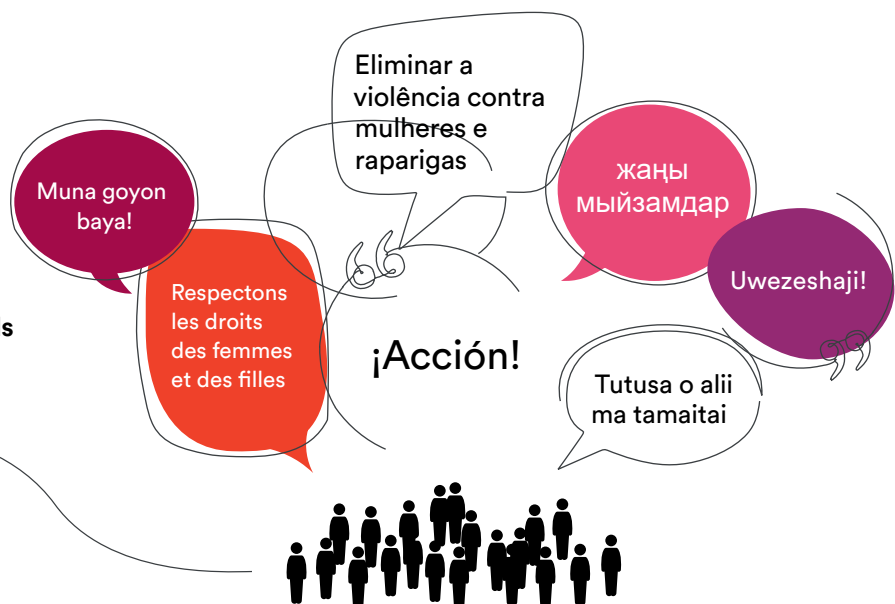 Eliminar a
violência contra
mulheres e
raparigas
Muna goyon
baya!
жаңы
мыйзамдар
Respectons
les droits
des femmes
et des filles
Uwezeshaji!
¡Acción!
Tutusa o alii
ma tamaitai